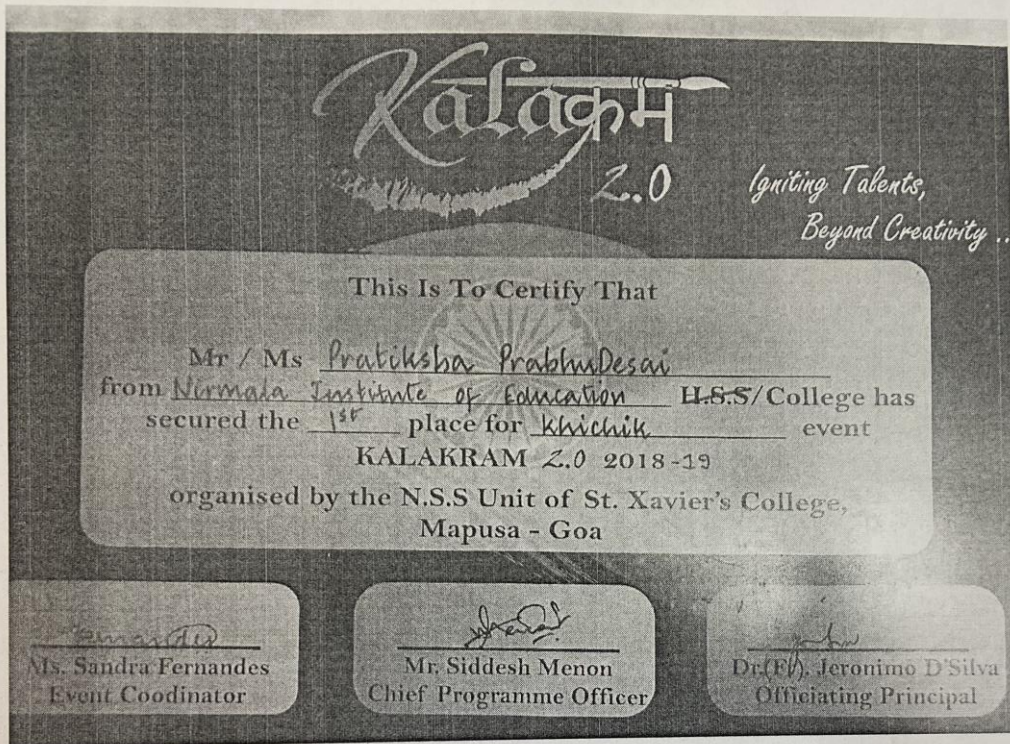 Kalaक्रम
2.0
Igniting Talents,
Beyond Creativity ..
This Is To Certify That
Mr / Ms Pratiksha PrabhuDesai
from Nirmala Institute of Education H.S.S/College has
secured the 1st place for Khichik event
KALAKRAM 2.0 2018-19
organised by the N.S.S Unit of St. Xavier's College,
Mapusa - Goa
Ms. Sandra Fernandes
Event Coodinator
Mr. Siddesh Menon
Chief Programme Officer
Dr.(Fr). Jeronimo D'Silva
Officiating Principal